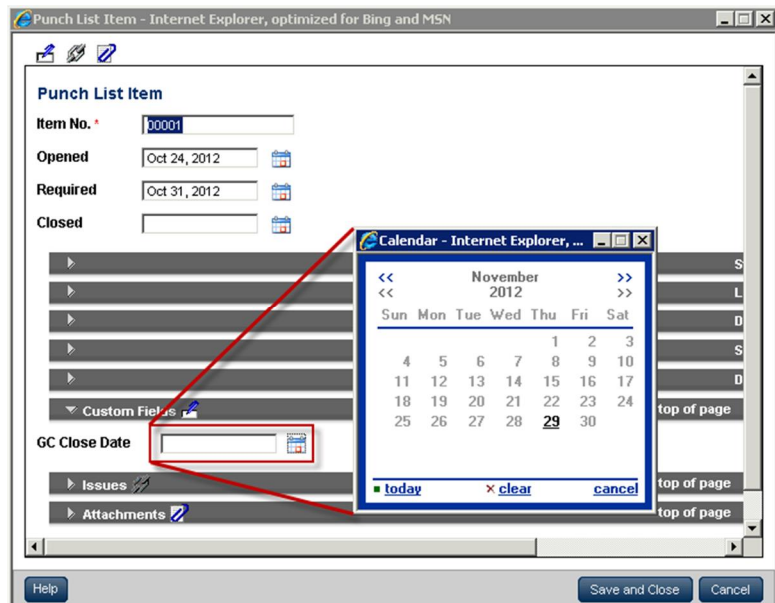 Punch List Item - Internet Explorer, optimized for Bing and MSN
Punch List Item
Item No. * 00001
Opened Oct 24, 2012
Required Oct 31, 2012
Closed
Calendar - Internet Explorer, ...
<< November >>
<< 2012 >>
Sun Mon Tue Wed Thu Fri Sat
1 2 3
4 5 6 7 8 9 10
11 12 13 14 15 16 17
18 19 20 21 22 23 24
25 26 27 28 29 30
today clear cancel
S
L
D
S
D
Custom Fields top of page
GC Close Date
Issues top of page
Attachments top of page
Help Save and Close Cancel